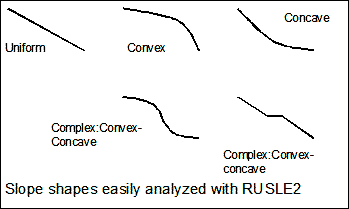 Uniform
Convex
Concave
Complex:Convex-
Concave
Complex:Convex-
concave
Slope shapes easily analyzed with RUSLE2